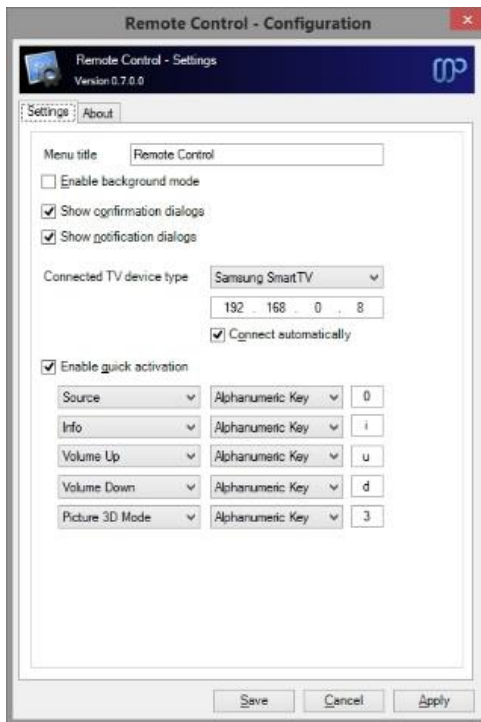 Remote Control - Configuration
Remote Control - Settings
Version 0.7.0.0
Settings About
Menu title Remote Control
Enable background mode
Show confirmation dialogs
Show notification dialogs
Connected TV device type Samsung SmartTV
192 . 168 . 0 . 8
Connect automatically
Enable quick activation
Source Alphanumeric Key 0
Info Alphanumeric Key i
Volume Up Alphanumeric Key u
Volume Down Alphanumeric Key d
Picture 3D Mode Alphanumeric Key 3
Save Cancel Apply